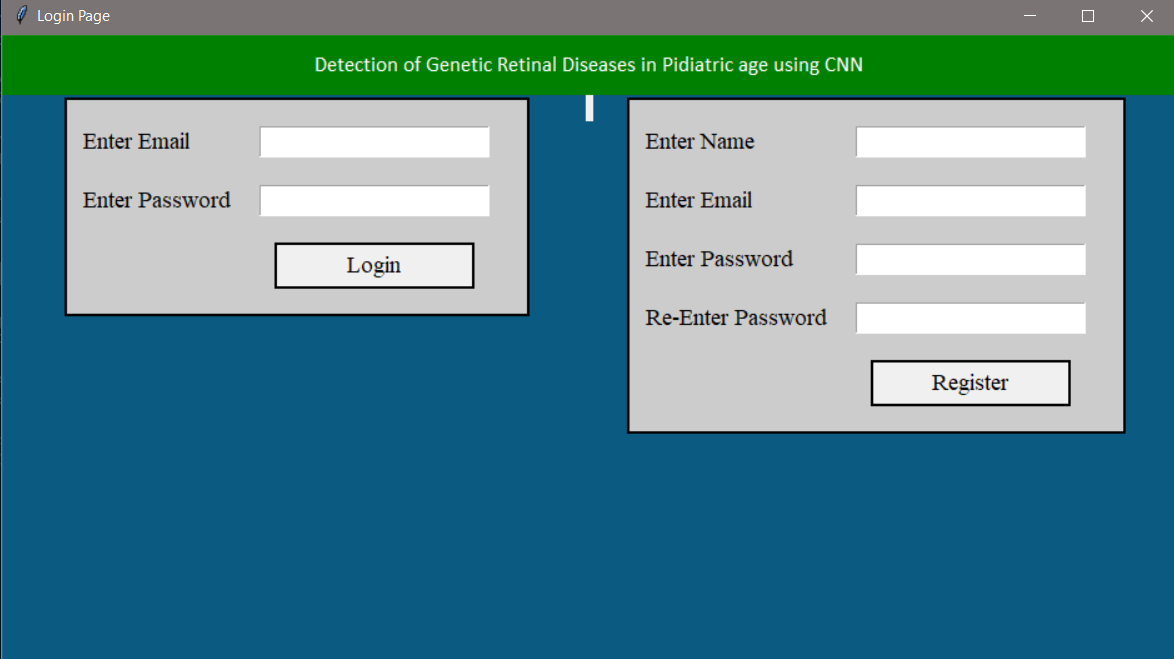 Login Page
Detection of Genetic Retinal Diseases in Pidiatric age using CNN
Enter Email
Enter Password
Login
Enter Name
Enter Email
Enter Password
Re-Enter Password
Register